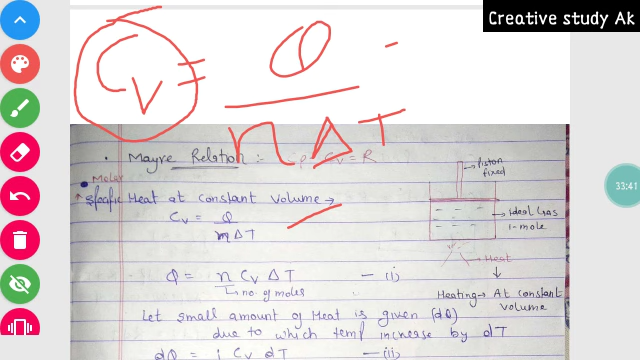 Creative study Ak
Cv = Q
n ΔT
33:41
• Mayre Relation :- Cp - Cv = R
Molar
Specific Heat at constant Volume →
Cv = Q
n ΔT
Piston fixed
Ideal Gas
1-mole
Heat
Heating → At constant volume
Q = n Cv ΔT — (i)
→ no. of moles
Let small amount of Heat is given (dQ)
due to which temp increase by dT
dQ = 1 Cv dT — (ii)